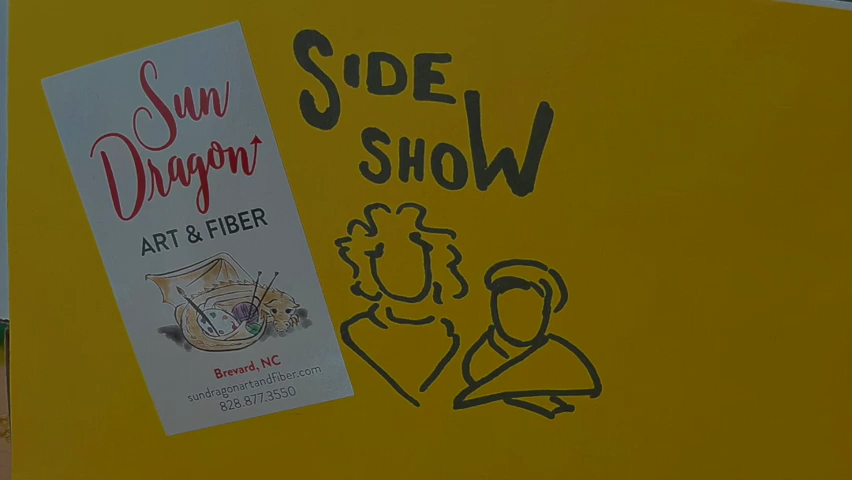 Sun
Dragon
ART & FIBER
Brevard, NC
sundragonartandfiber.com
828.877.3550
SIDE
SHOW